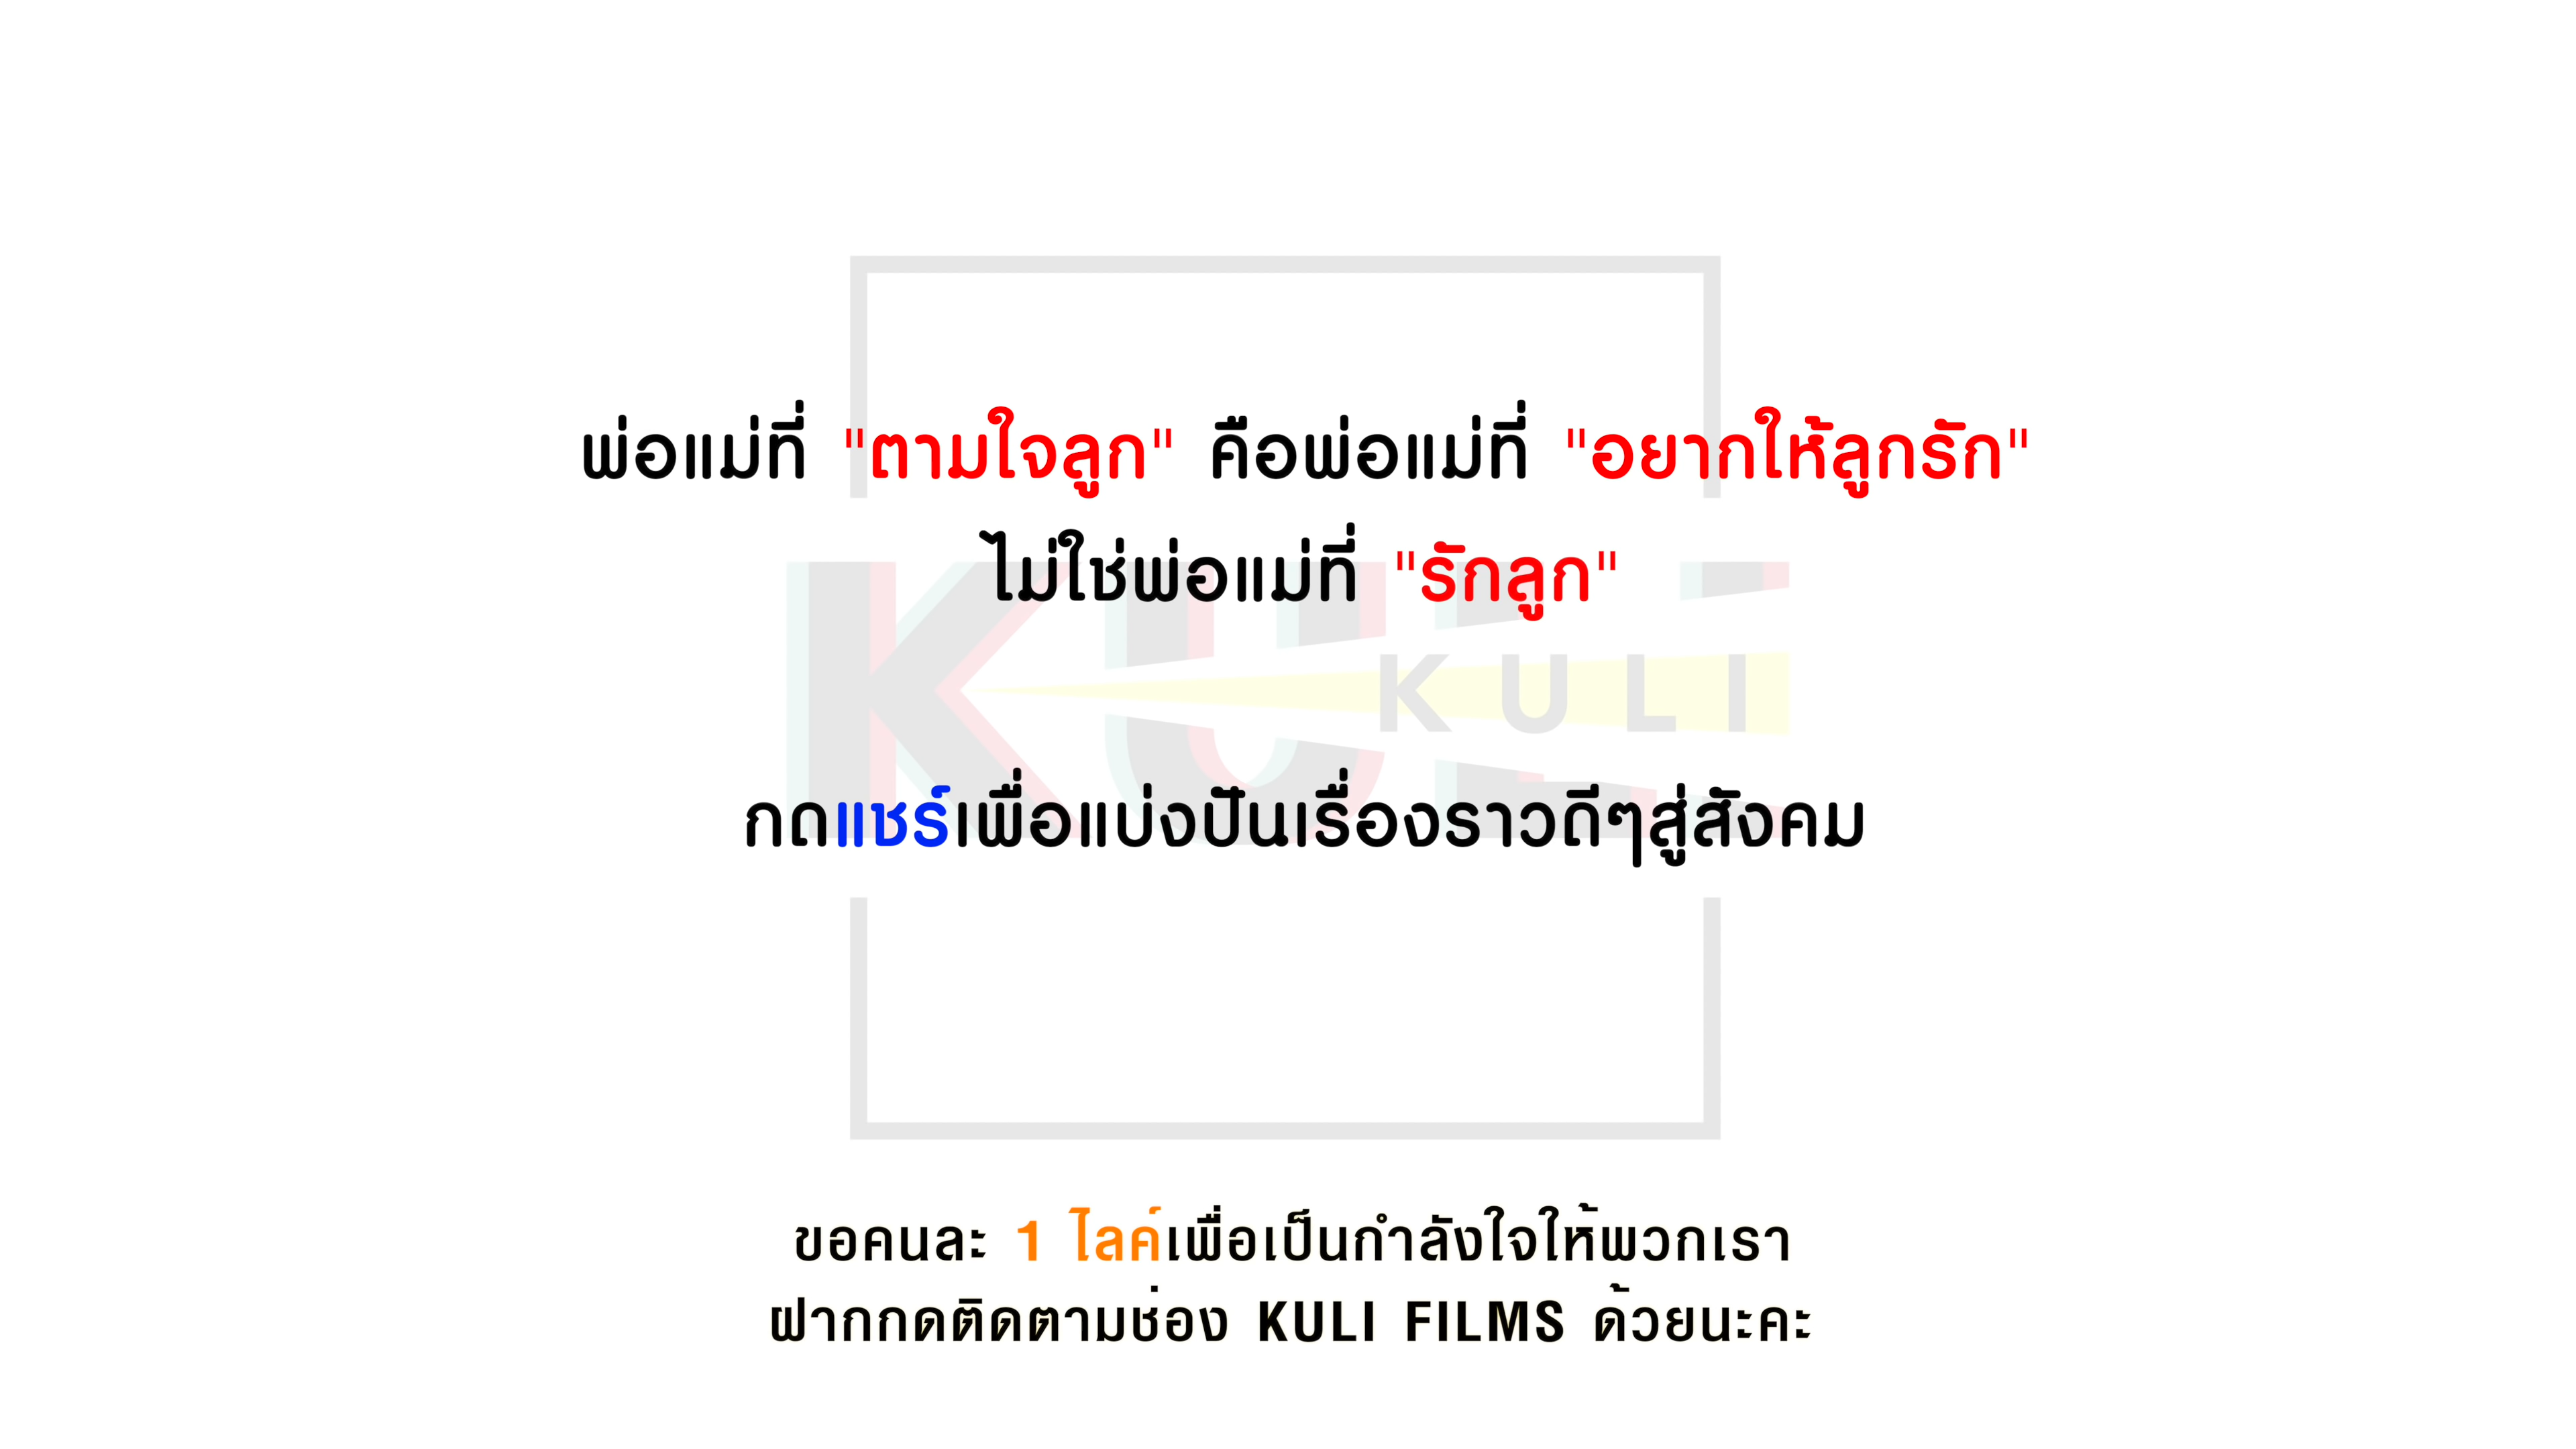 พ่อแม่ที่ "ตามใจลูก" คือพ่อแม่ที่ "อยากให้ลูกรัก"
ไม่ใช่พ่อแม่ที่ "รักลูก"
KULI
KULI
กดแชร์เพื่อแบ่งปันเรื่องราวดีๆสู่สังคม
ขอคนละ 1 ไลค์เพื่อเป็นกำลังใจให้พวกเรา
ฝากกดติดตามช่อง KULI FILMS ด้วยนะคะ